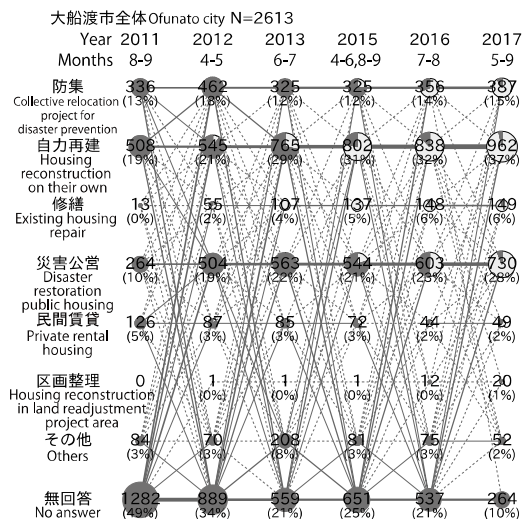 大船渡市全体Ofunato city N=2613
Year 2011 2012 2013 2015 2016 2017
Months 8-9 4-5 6-7 4-6,8-9 7-8 5-9
防集 336 462 325 325 356 387
Collective relocation (13%) (18%) (12%) (12%) (14%) (15%)
project for
disaster prevention
自力再建 508 545 765 802 838 962
Housing (19%) (21%) (29%) (31%) (32%) (37%)
reconstruction
on their own
修繕 13 55 107 137 148 149
Existing housing (0%) (2%) (4%) (5%) (6%) (6%)
repair
災害公営 264 504 563 544 603 730
Disaster (10%) (19%) (22%) (21%) (23%) (28%)
restoration
public housing
民間賃貸 126 87 85 72 44 49
Private rental (5%) (3%) (3%) (3%) (2%) (2%)
housing
区画整理 0 1 1 1 12 20
Housing reconstruction (0%) (0%) (0%) (0%) (1%)
in land readjustment
project area
その他 84 70 208 81 75 52
Others (3%) (3%) (8%) (3%) (3%) (2%)
無回答 1282 889 559 651 537 264
No answer (49%) (34%) (21%) (25%) (21%) (10%)